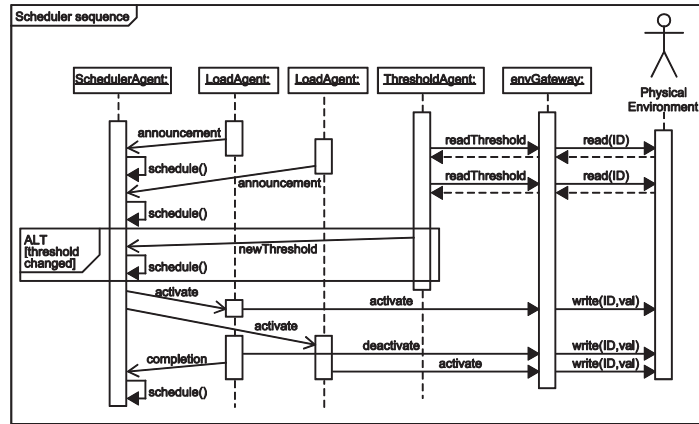 Scheduler sequence
SchedulerAgent:
LoadAgent:
LoadAgent:
ThresholdAgent:
envGateway:
Physical
Environment
announcement
readThreshold
read(ID)
schedule()
announcement
readThreshold
read(ID)
schedule()
ALT
[threshold
changed]
newThreshold
schedule()
activate
activate
write(ID,val)
activate
deactivate
write(ID,val)
completion
activate
write(ID,val)
schedule()